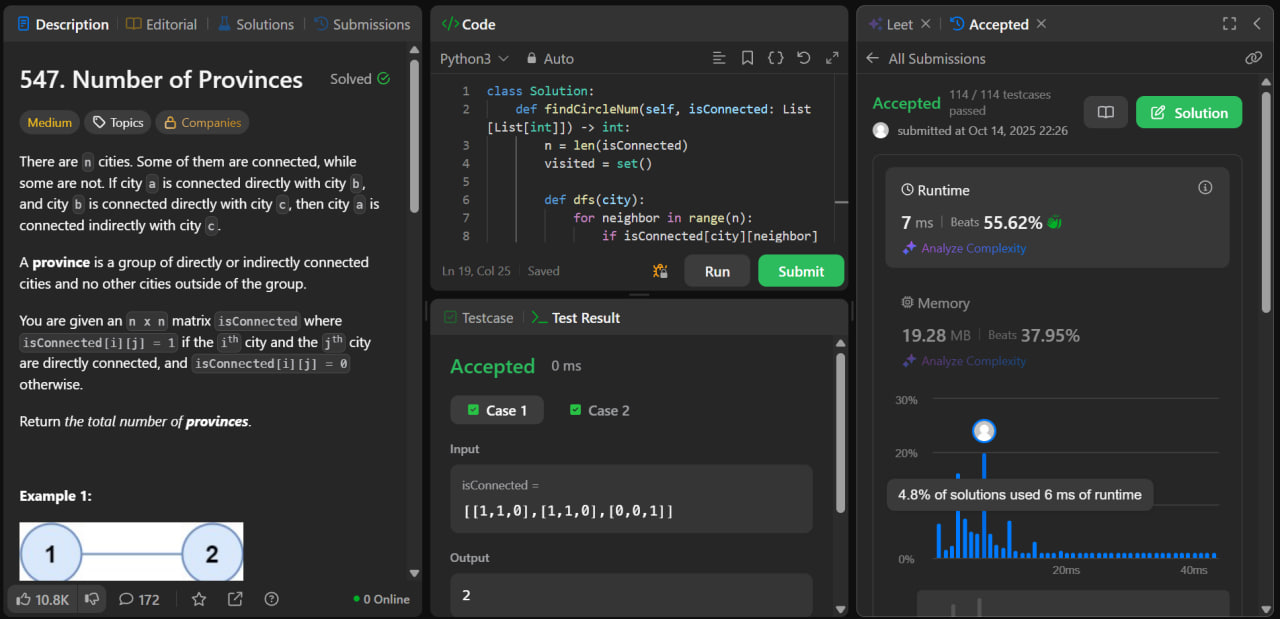 Description
Editorial
Solutions
Submissions
547. Number of Provinces
Solved
Medium
Topics
Companies
There are n cities. Some of them are connected, while
some are not. If city a is connected directly with city b,
and city b is connected directly with city c, then city a is
connected indirectly with city c.
A province is a group of directly or indirectly connected
cities and no other cities outside of the group.
You are given an n x n matrix isConnected where
isConnected[i][j] = 1 if the ith city and the jth city
are directly connected, and isConnected[i][j] = 0
otherwise.
Return the total number of provinces.
Example 1:
1 2
10.8K
172
0 Online
</> Code
Python3
Auto
1 class Solution:
2 def findCircleNum(self, isConnected: List
[List[int]]) -> int:
3 n = len(isConnected)
4 visited = set()
5
6 def dfs(city):
7 for neighbor in range(n):
8 if isConnected[city][neighbor]
Ln 19, Col 25
Saved
Run
Submit
Testcase
Test Result
Accepted 0 ms
Case 1
Case 2
Input
isConnected =
[[1,1,0],[1,1,0],[0,0,1]]
Output
2
Leet
Accepted
All Submissions
Accepted
114 / 114 testcases
passed
submitted at Oct 14, 2025 22:26
Solution
Runtime
7 ms
Beats 55.62%
Analyze Complexity
Memory
19.28 MB
Beats 37.95%
Analyze Complexity
30%
20%
4.8% of solutions used 6 ms of runtime
0%
20ms
40ms